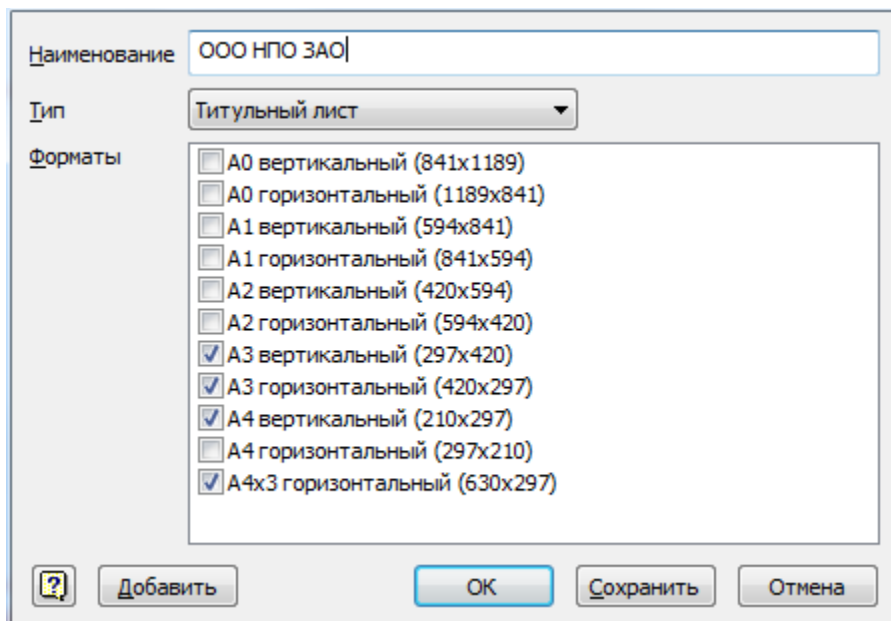 Наименование ООО НПО ЗАО
Тип Титульный лист
Форматы
А0 вертикальный (841x1189)
А0 горизонтальный (1189x841)
А1 вертикальный (594x841)
А1 горизонтальный (841x594)
А2 вертикальный (420x594)
А2 горизонтальный (594x420)
А3 вертикальный (297x420)
А3 горизонтальный (420x297)
А4 вертикальный (210x297)
А4 горизонтальный (297x210)
А4x3 горизонтальный (630x297)
? Добавить ОК Сохранить Отмена